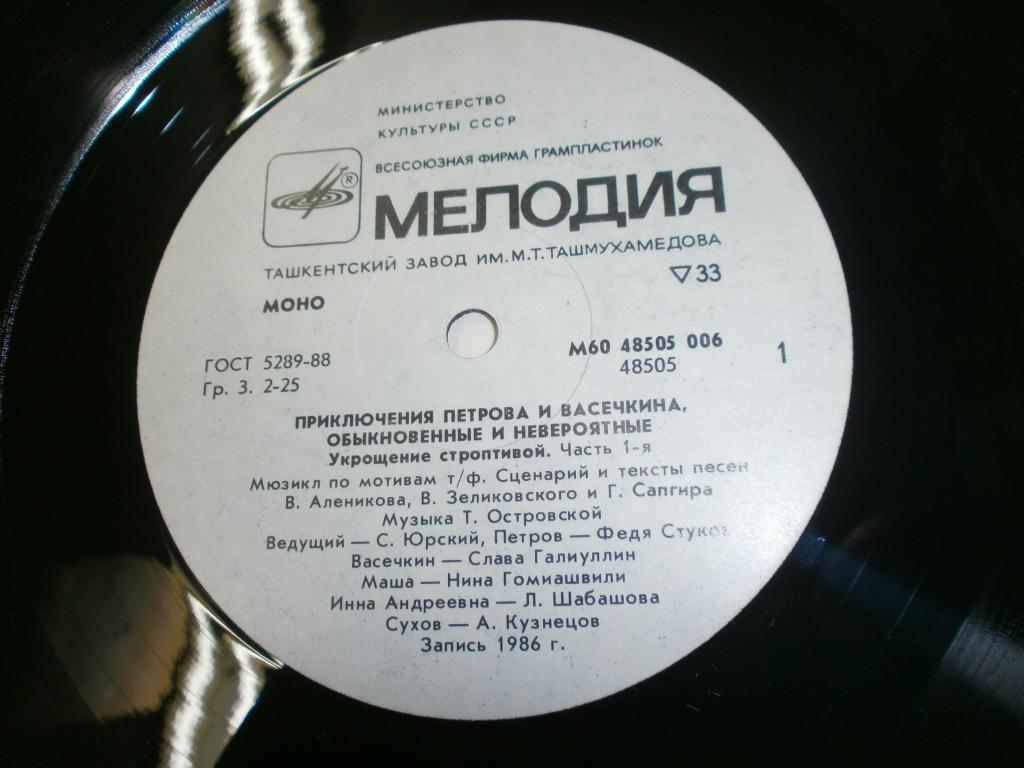 МИНИСТЕРСТВО
КУЛЬТУРЫ СССР
ВСЕСОЮЗНАЯ ФИРМА ГРАМПЛАСТИНОК
®
МЕЛОДИЯ
ТАШКЕНТСКИЙ ЗАВОД ИМ. М.Т. ТАШМУХАМЕДОВА
МОНО
▽33
ГОСТ 5289-88
Гр. 3. 2-25
М60 48505 006
48505
1
ПРИКЛЮЧЕНИЯ ПЕТРОВА И ВАСЕЧКИНА,
ОБЫКНОВЕННЫЕ И НЕВЕРОЯТНЫЕ
Укрощение строптивой. Часть 1-я
Мюзикл по мотивам т/ф. Сценарий и тексты песен
В. Аленикова, В. Зеликовского и Г. Сапгира
Музыка Т. Островской
Ведущий — С. Юрский, Петров — Федя Стуков
Васечкин — Слава Галиуллин
Маша — Нина Гомиашвили
Инна Андреевна — Л. Шабашова
Сухов — А. Кузнецов
Запись 1986 г.